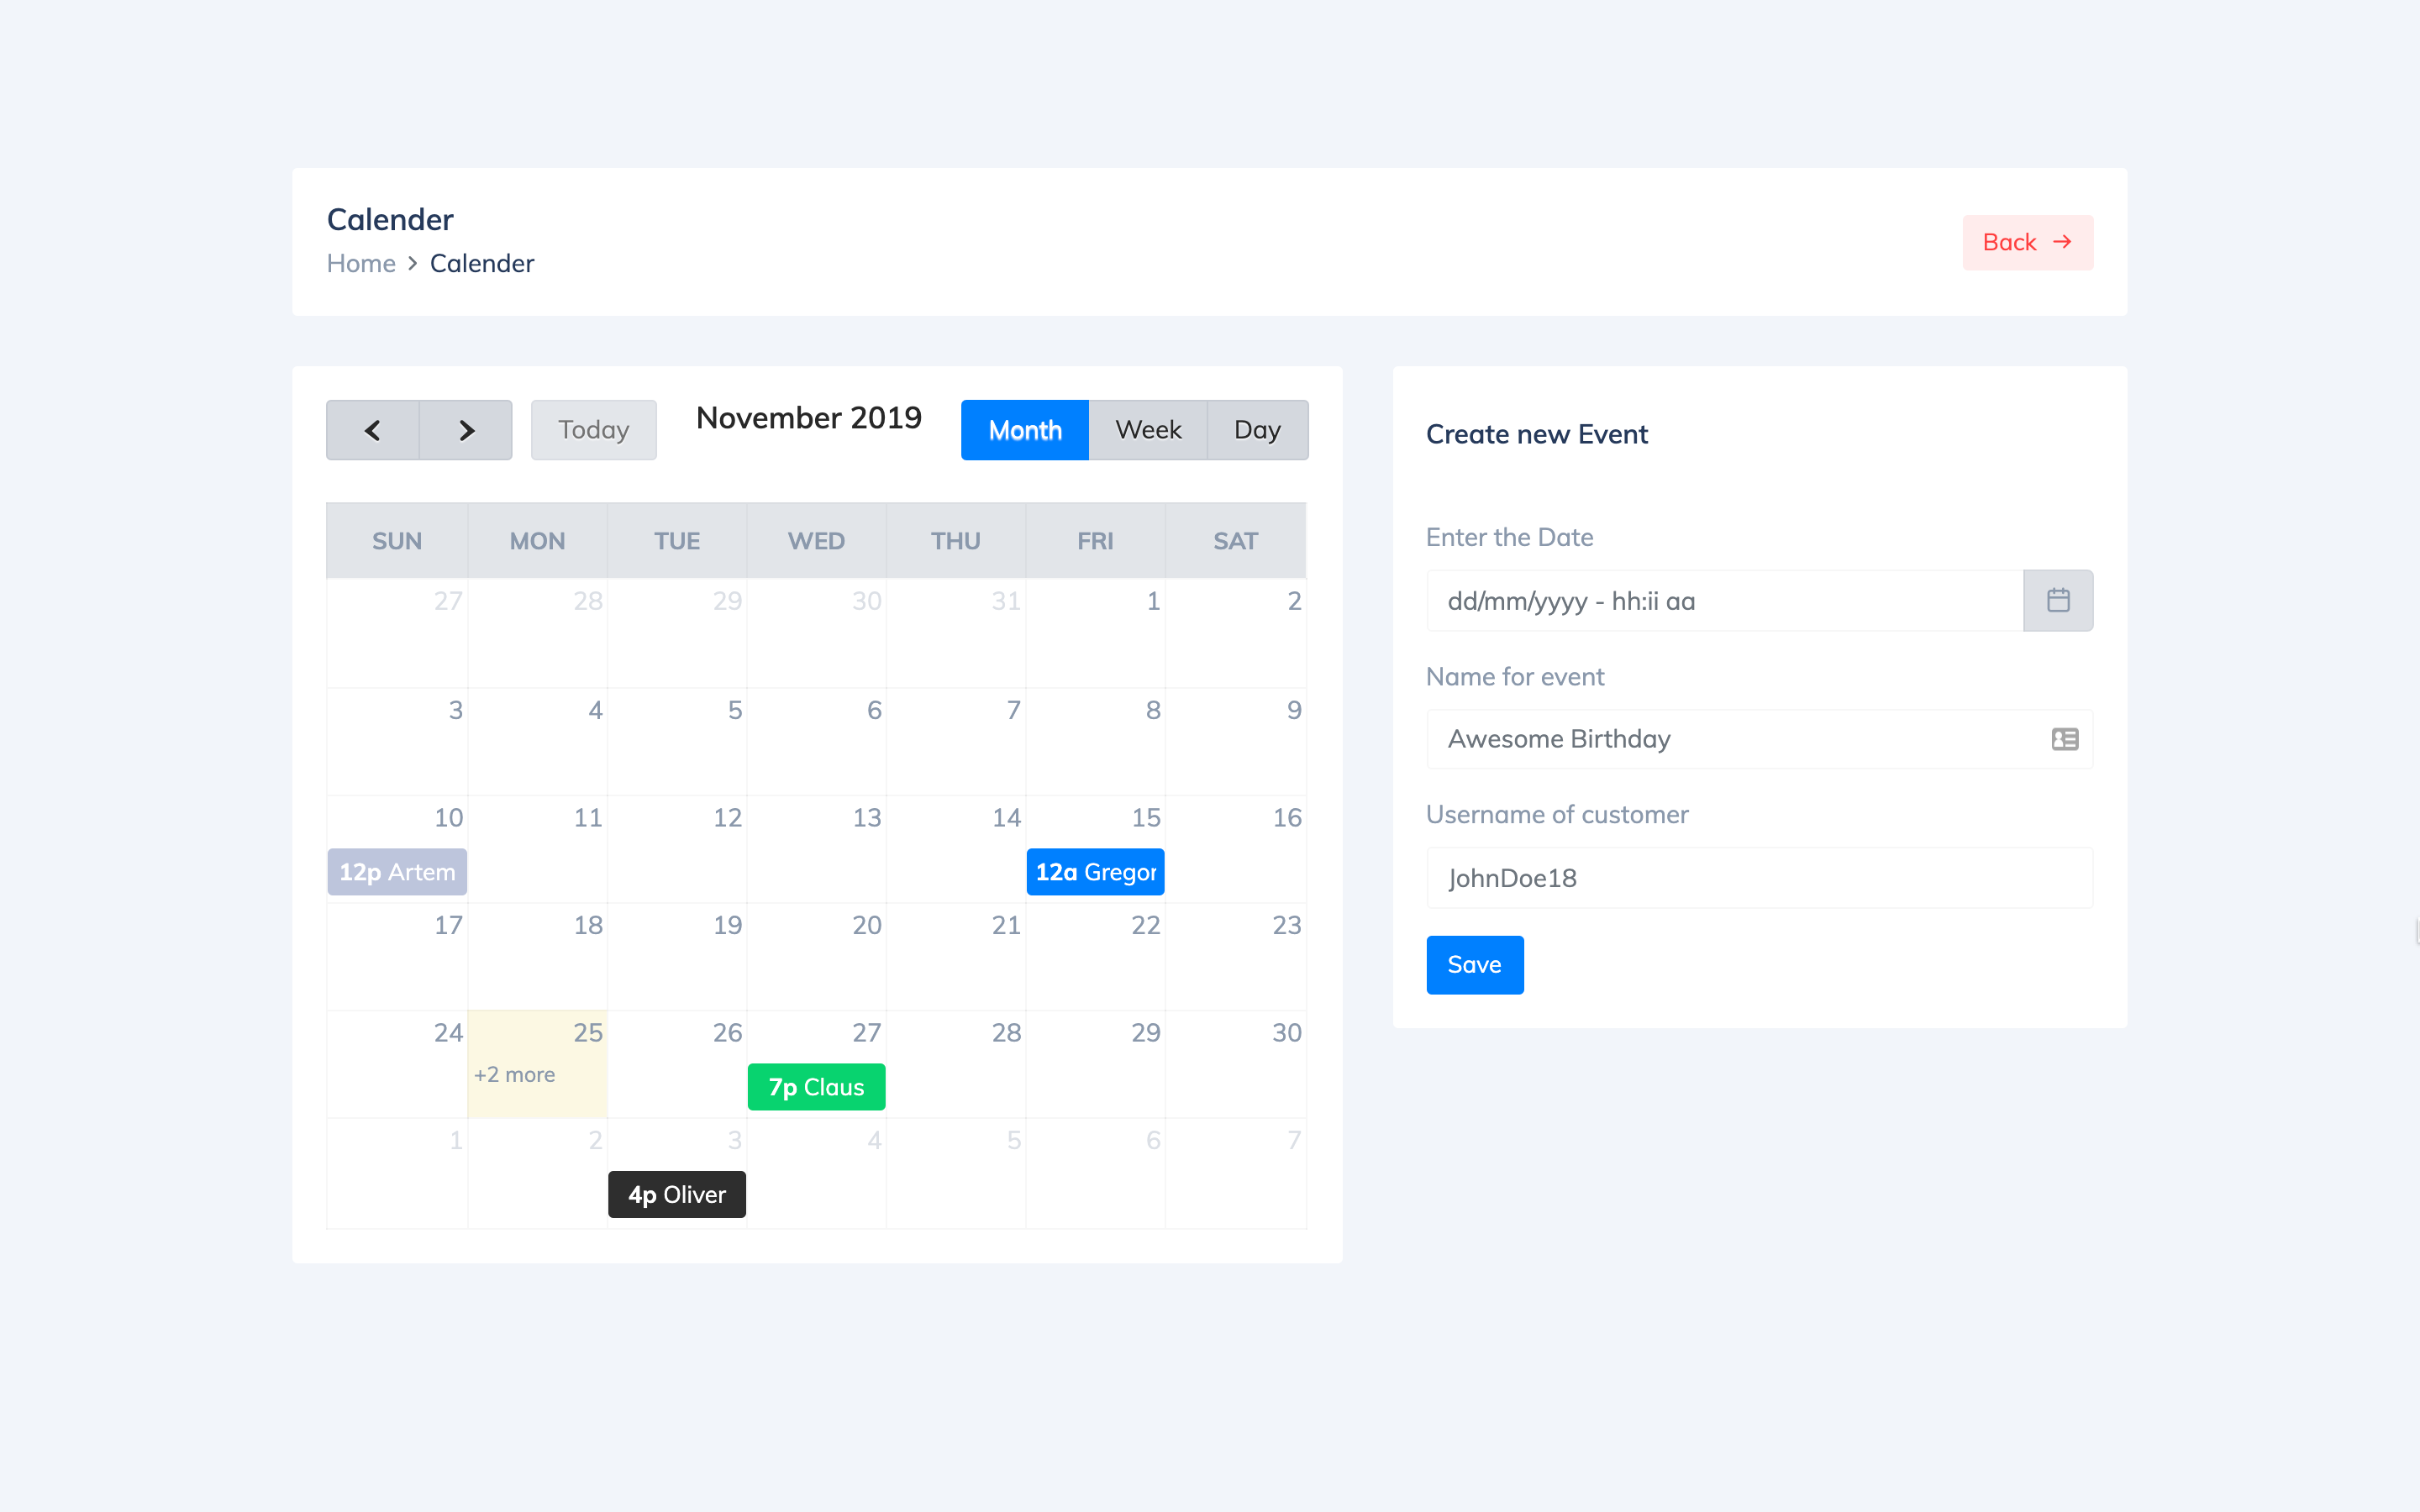 Calender
Home > Calender
Back →
Today
November 2019
Month Week Day
SUN MON TUE WED THU FRI SAT
27 28 29 30 31 1 2
3 4 5 6 7 8 9
10 11 12 13 14 15 16
12p Artem 12a Gregor
17 18 19 20 21 22 23
24 25 26 27 28 29 30
+2 more 7p Claus
1 2 3 4 5 6 7
4p Oliver
Create new Event
Enter the Date
dd/mm/yyyy - hh:ii aa
Name for event
Awesome Birthday
Username of customer
JohnDoe18
Save